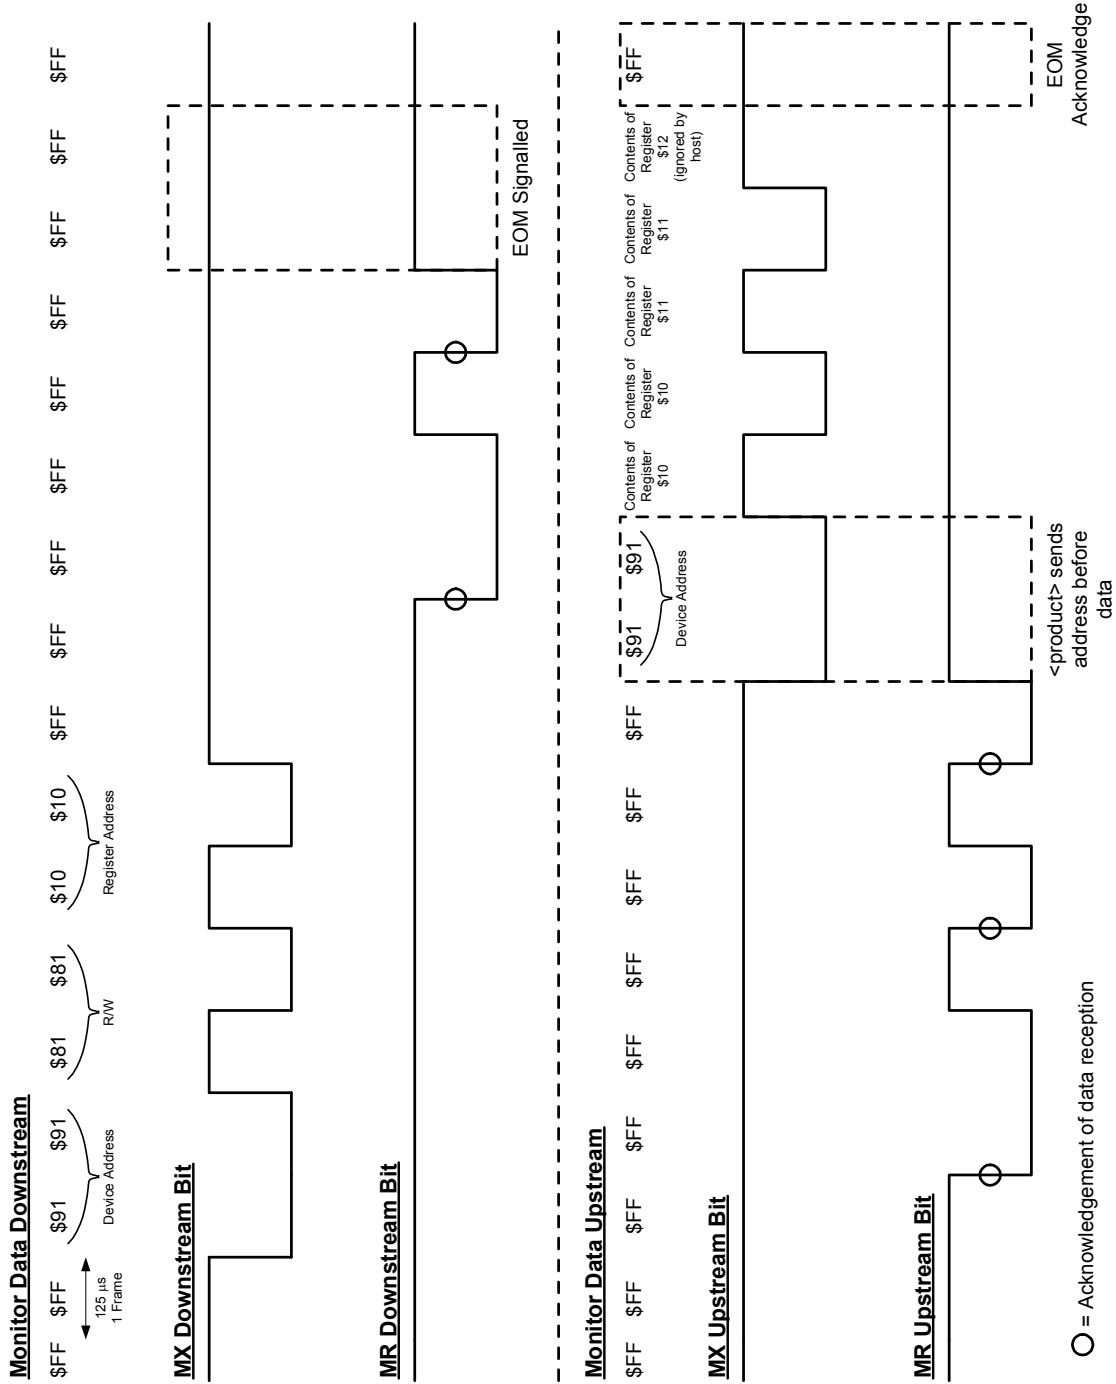 Monitor Data Downstream
$FF $FF $91 $91 $81 $81 $10 $10 $FF $FF $FF $FF $FF $FF $FF $FF $FF
125 µs
1 Frame
Device Address
R/W
Register Address
MX Downstream Bit
MR Downstream Bit
EOM Signalled
Monitor Data Upstream
$FF $FF $FF $FF $FF $FF $FF $FF $FF $91 $91
Device Address
Contents of
Register
$10
Contents of
Register
$10
Contents of
Register
$11
Contents of
Register
$11
Contents of
Register
$12
(ignored by
host)
$FF
MX Upstream Bit
MR Upstream Bit
<product> sends
address before
data
EOM
Acknowledge
= Acknowledgement of data reception